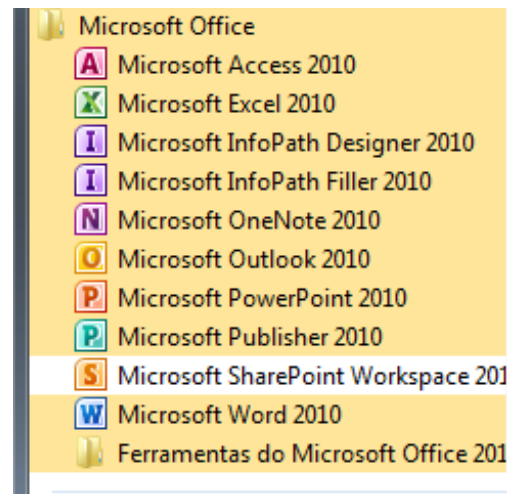 Microsoft Office
A Microsoft Access 2010
X Microsoft Excel 2010
I Microsoft InfoPath Designer 2010
I Microsoft InfoPath Filler 2010
N Microsoft OneNote 2010
O Microsoft Outlook 2010
P Microsoft PowerPoint 2010
P Microsoft Publisher 2010
S Microsoft SharePoint Workspace 201
W Microsoft Word 2010
Ferramentas do Microsoft Office 201